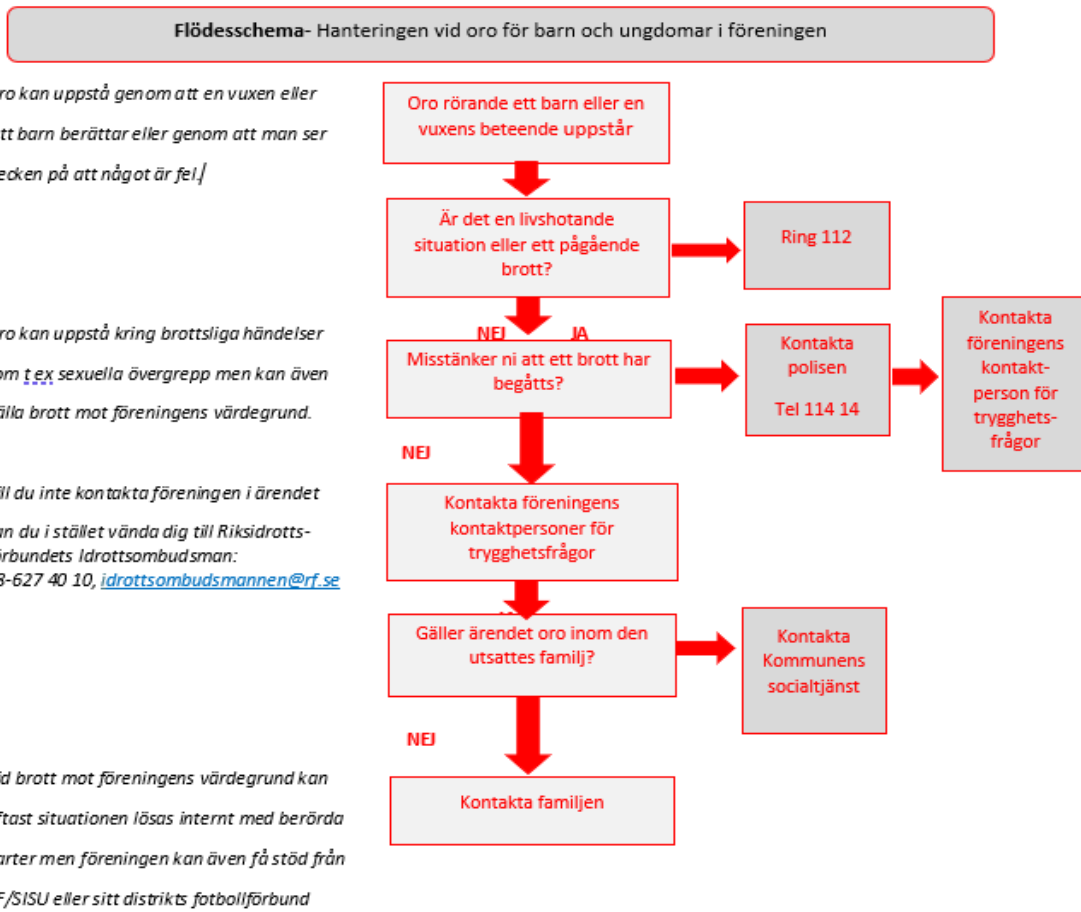 Flödesschema- Hanteringen vid oro för barn och ungdomar i föreningen
ro kan uppstå genom att en vuxen eller
tt barn berättar eller genom att man ser
ecken på att något är fel.
Oro rörande ett barn eller en
vuxens beteende uppstår
Är det en livshotande
situation eller ett pågående
brott?
Ring 112
ro kan uppstå kring brottsliga händelser
om t ex sexuella övergrepp men kan även
älla brott mot föreningens värdegrund.
NEJ JA
Misstänker ni att ett brott har
begåtts?
Kontakta
polisen
Tel 114 14
Kontakta
föreningens
kontakt-
person för
trygghets-
frågor
NEJ
ill du inte kontakta föreningen i ärendet
an du i stället vända dig till Riksidrotts-
örbundets Idrottsombudsman:
8-627 40 10, idrottsombudsmannen@rf.se
Kontakta föreningens
kontaktpersoner för
trygghetsfrågor
Gäller ärendet oro inom den
utsattes familj?
Kontakta
Kommunens
socialtjänst
NEJ
id brott mot föreningens värdegrund kan
ftast situationen lösas internt med berörda
arter men föreningen kan även få stöd från
F/SISU eller sitt distrikts fotbollförbund
Kontakta familjen